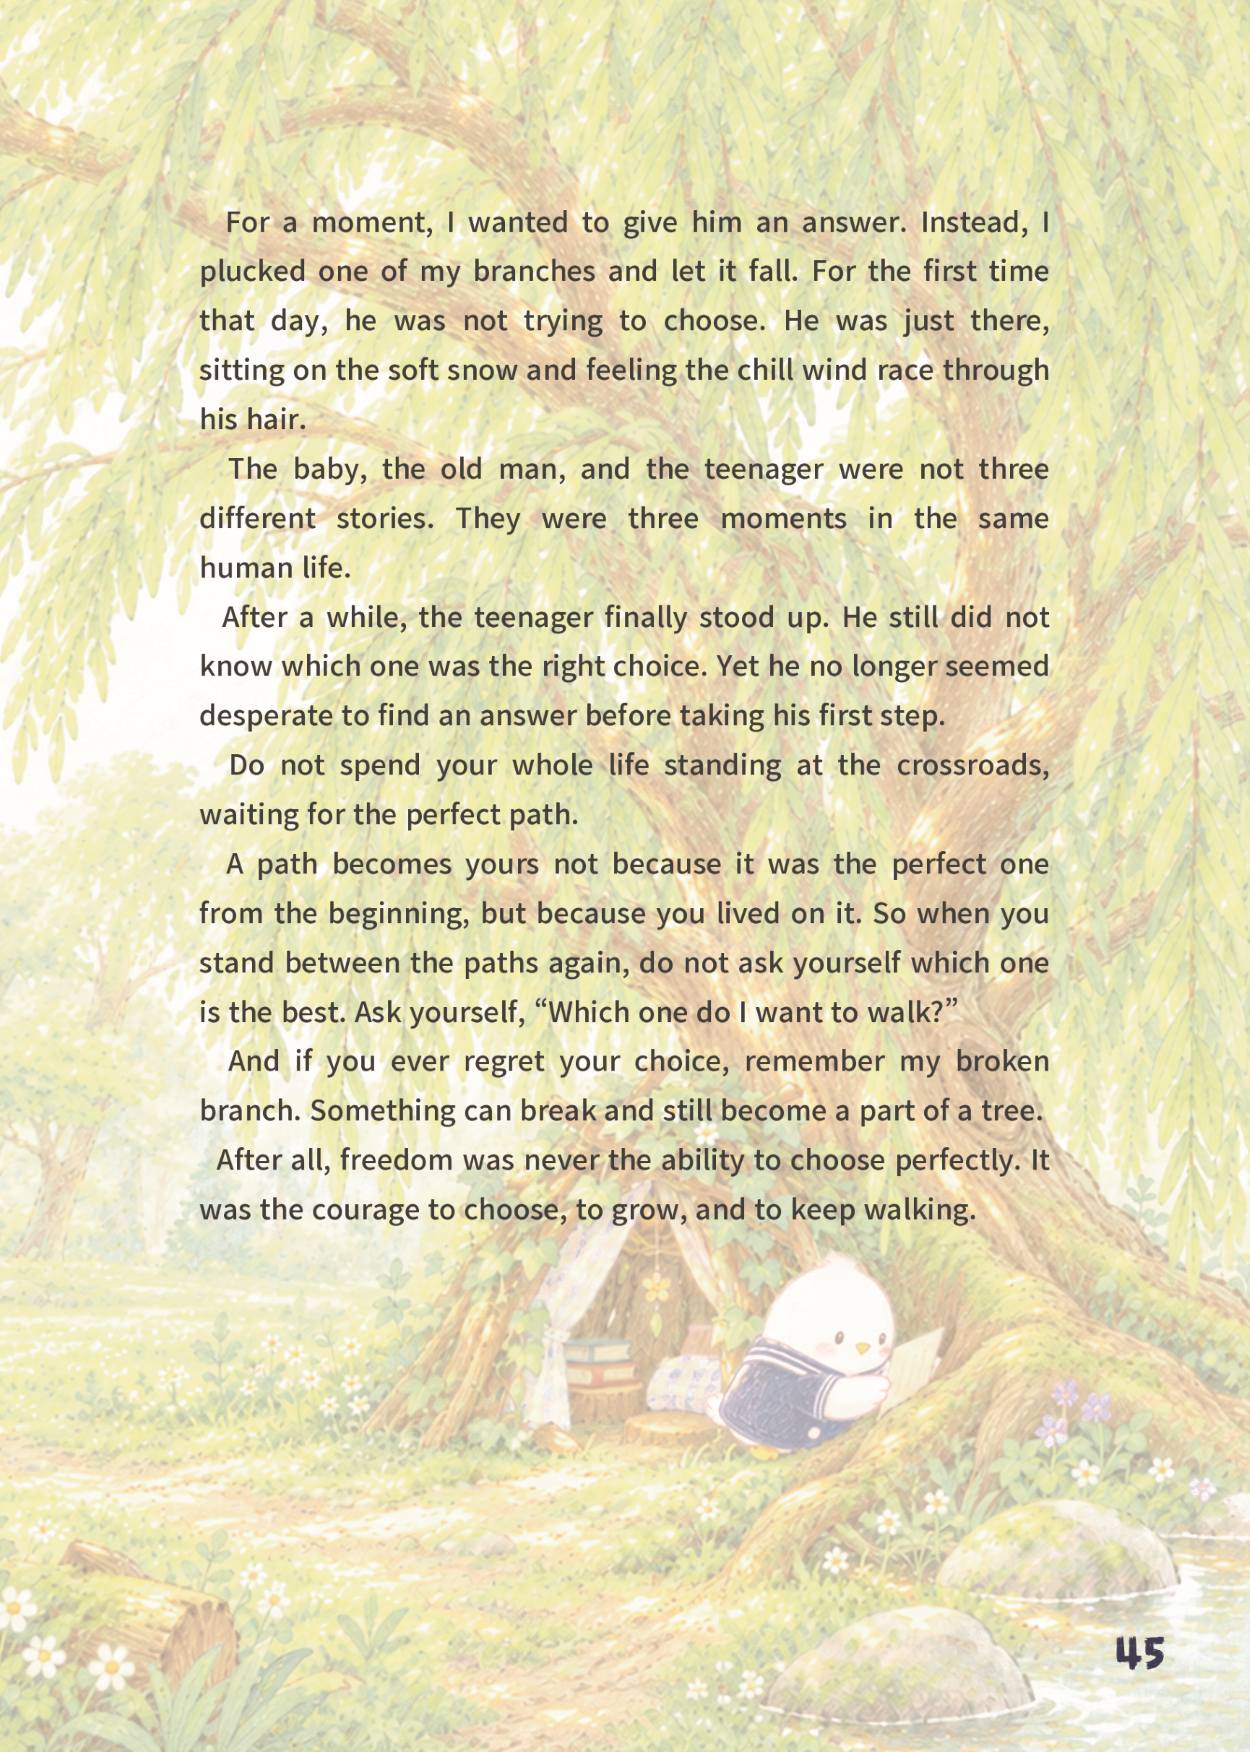 For a moment, I wanted to give him an answer. Instead, I
plucked one of my branches and let it fall. For the first time
that day, he was not trying to choose. He was just there,
sitting on the soft snow and feeling the chill wind race through
his hair.
The baby, the old man, and the teenager were not three
different stories. They were three moments in the same
human life.
After a while, the teenager finally stood up. He still did not
know which one was the right choice. Yet he no longer seemed
desperate to find an answer before taking his first step.
Do not spend your whole life standing at the crossroads,
waiting for the perfect path.
A path becomes yours not because it was the perfect one
from the beginning, but because you lived on it. So when you
stand between the paths again, do not ask yourself which one
is the best. Ask yourself, “Which one do I want to walk?”
And if you ever regret your choice, remember my broken
branch. Something can break and still become a part of a tree.
After all, freedom was never the ability to choose perfectly. It
was the courage to choose, to grow, and to keep walking.
45